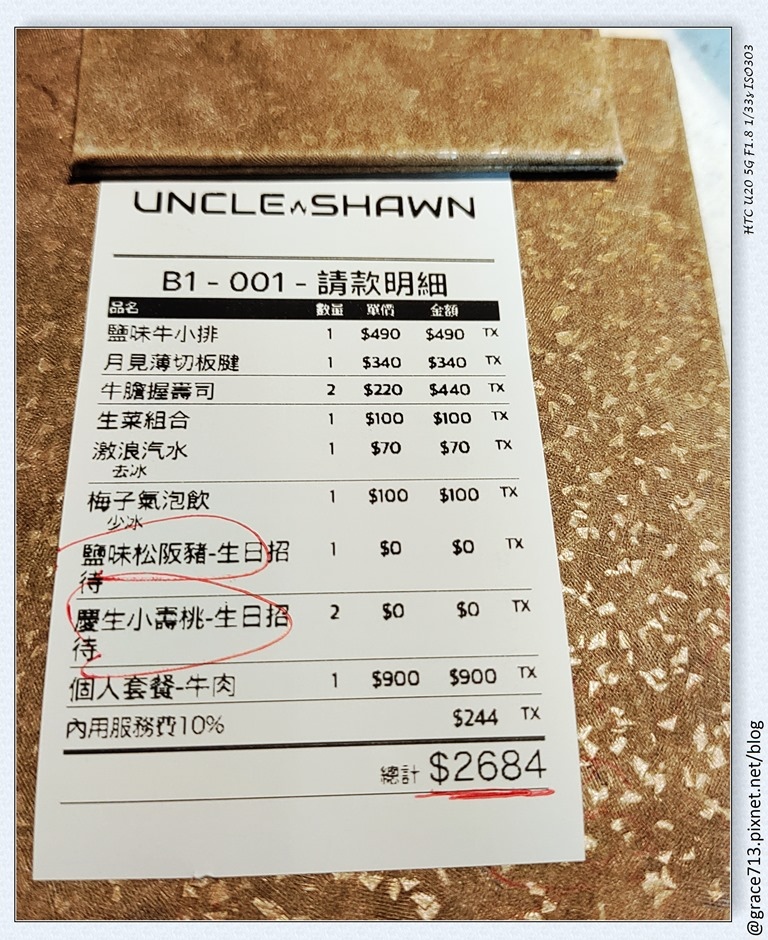 UNCLE SHAWN
B1 - 001 - 請款明細
品名 數量 單價 金額
鹽味牛小排 1 $490 $490 TX
月見薄切板腱 1 $340 $340 TX
牛膽握壽司 2 $220 $440 TX
生菜組合 1 $100 $100 TX
激浪汽水 1 $70 $70 TX
去冰
梅子氣泡飲 1 $100 $100 TX
少冰
鹽味松阪豬-生日招 1 $0 $0 TX
待
慶生小壽桃-生日招 2 $0 $0 TX
待
個人套餐-牛肉 1 $900 $900 TX
內用服務費10% $244 TX
總計 $2684
HTC U20 5G F1.8 1/33s ISO303
@grace713.pixnet.net/blog